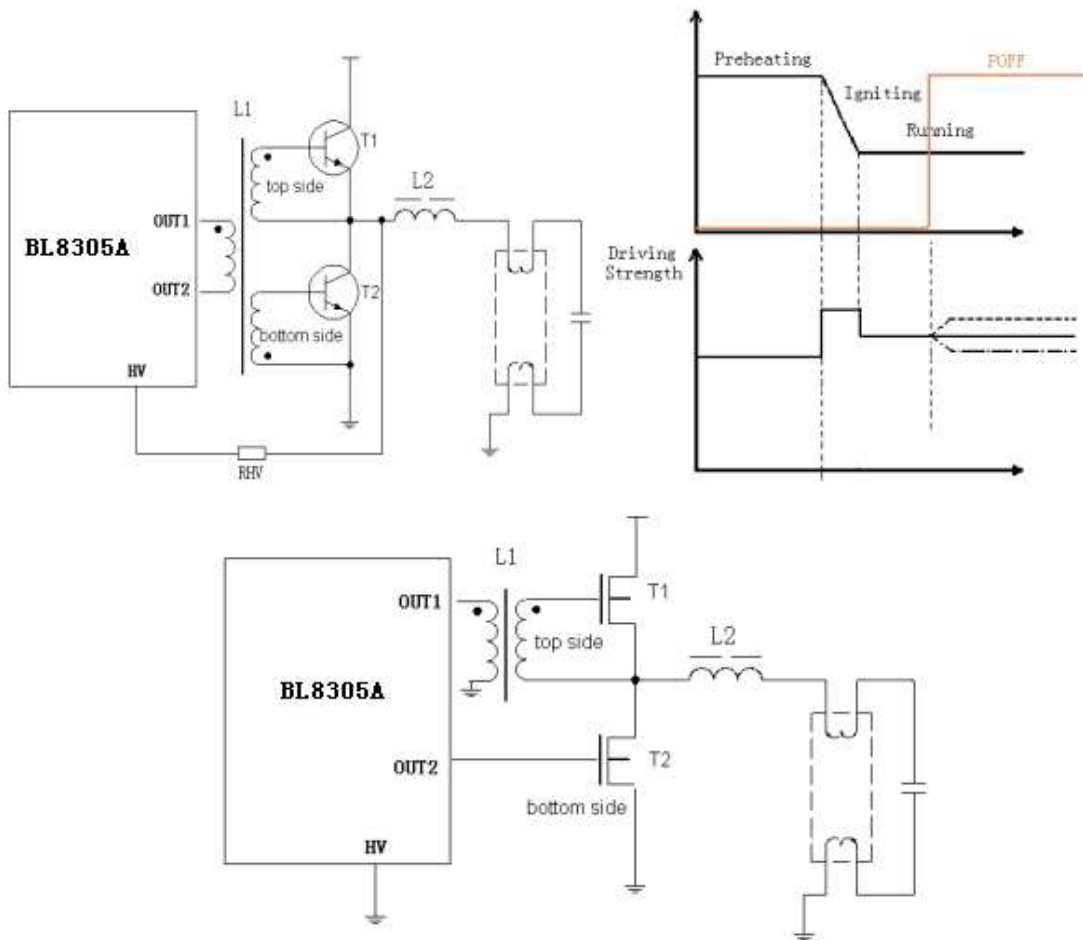 L1
T1
top side
L2
OUT1
BL8305A
OUT2
T2
bottom side
HV
RHV
Preheating
POFF
Igniting
Running
Driving
Strength
L1
OUT1
T1
top side
L2
BL8305A
OUT2
T2
bottom side
HV